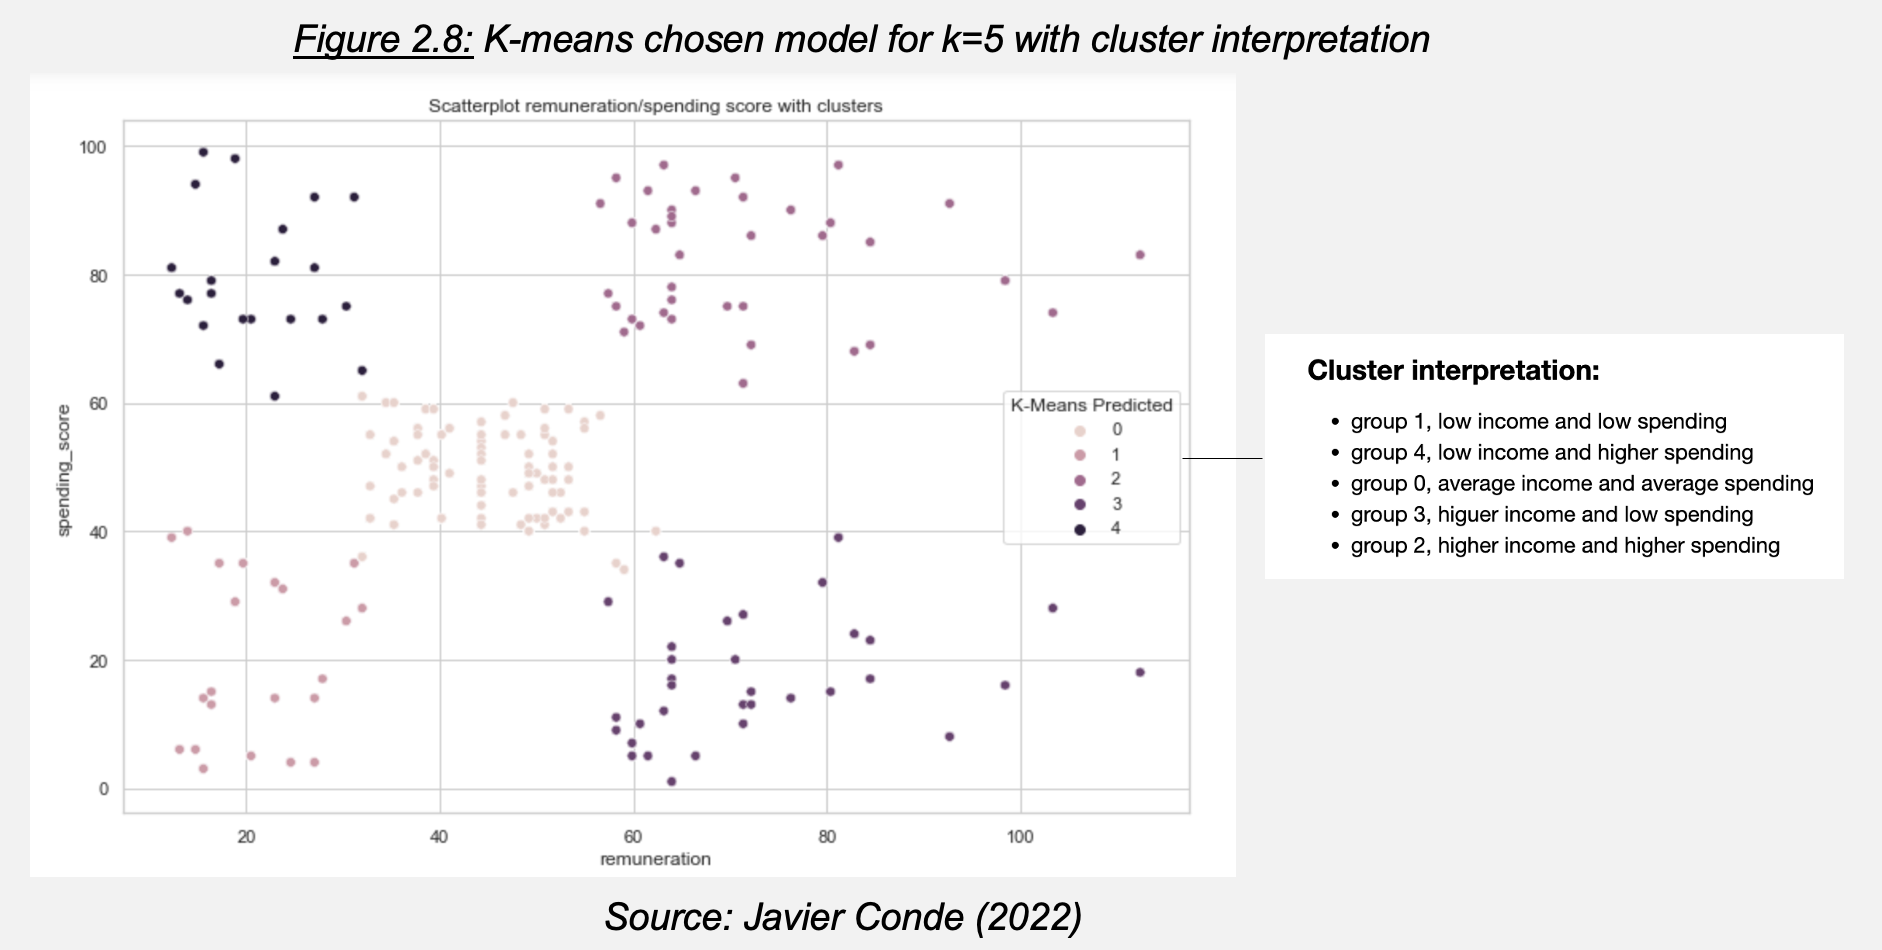 Figure 2.8: K-means chosen model for k=5 with cluster interpretation
Scatterplot remuneration/spending score with clusters
100
80
60
40
20
0
spending_score
20 40 60 80 100
remuneration
K-Means Predicted
0
1
2
3
4
Cluster interpretation:
• group 1, low income and low spending
• group 4, low income and higher spending
• group 0, average income and average spending
• group 3, higuer income and low spending
• group 2, higher income and higher spending
Source: Javier Conde (2022)